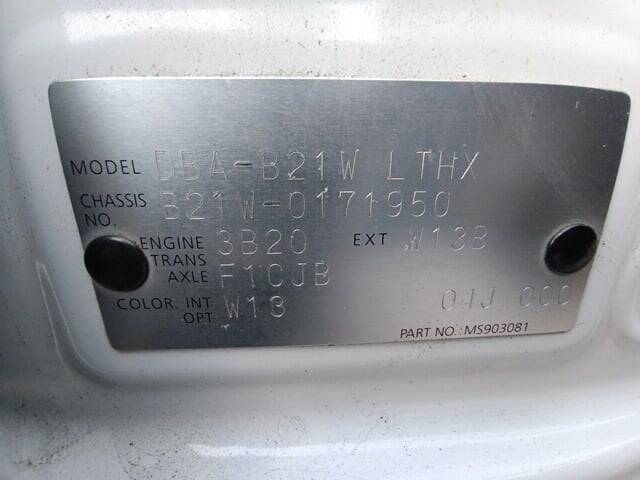 MODEL DBA-B21W LTHX
CHASSIS NO. B21W-0171950
ENGINE 3B20 EXT W13B
TRANS AXLE F1CJB
COLOR. INT OPT W13 04J 000
PART NO.: MS903081